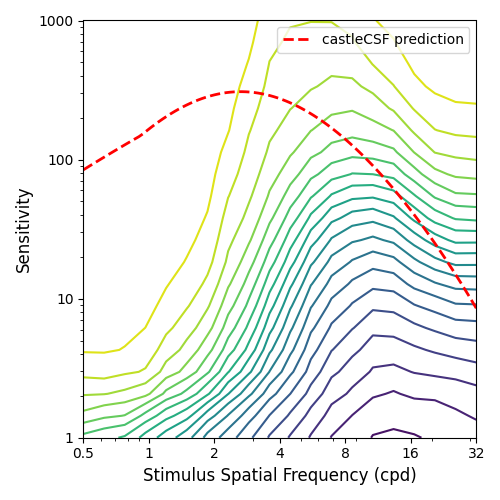 1000
castleCSF prediction
100
Sensitivity
10
1
0.5 1 2 4 8 16 32
Stimulus Spatial Frequency (cpd)